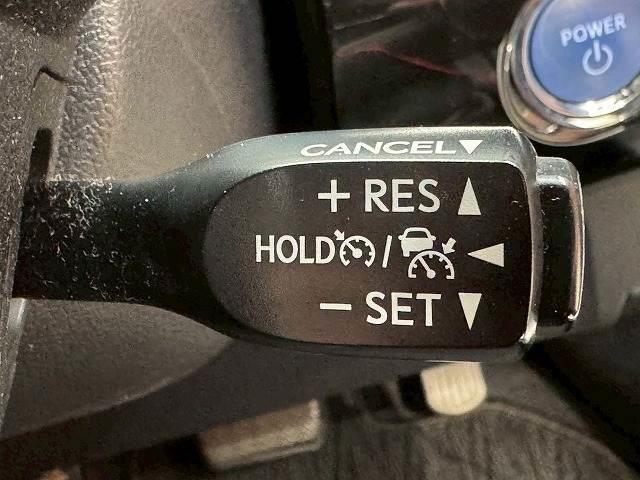 POWER
CANCEL▼
+ RES ▲
HOLD / ◀
− SET ▼